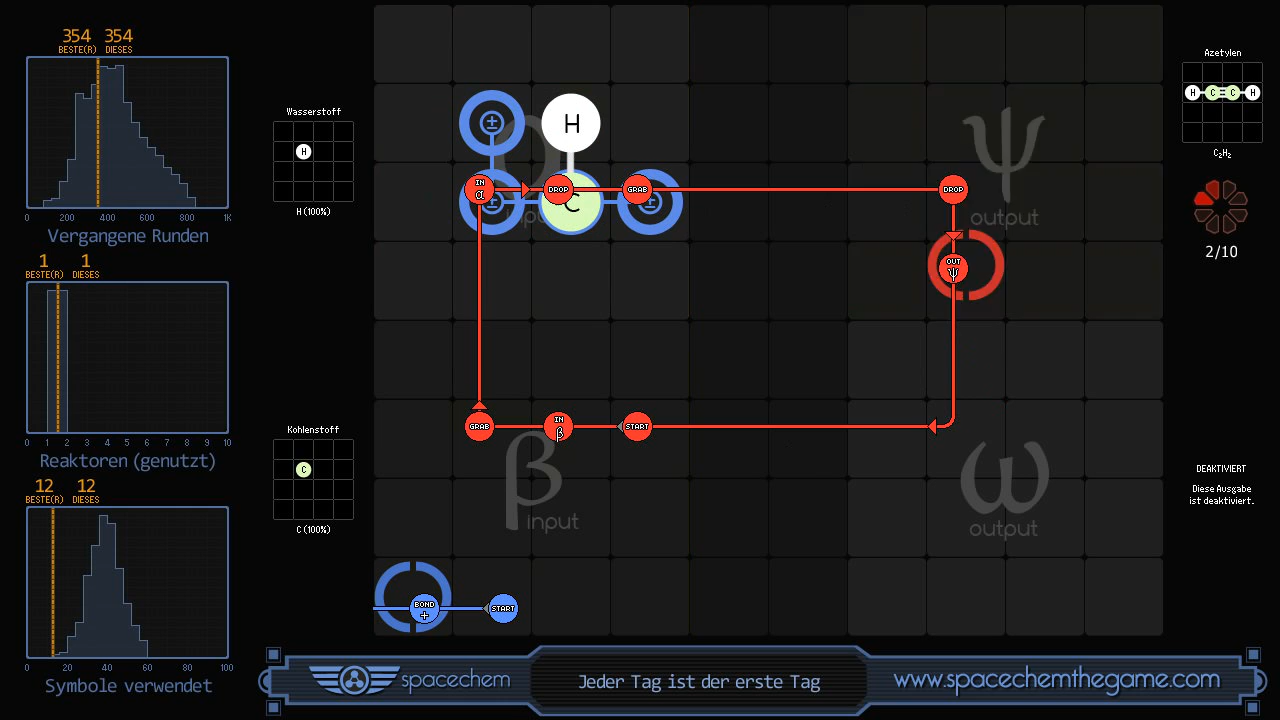 354 354
BESTE(R) DIESES
0 200 400 600 800 1K
Vergangene Runden
1 1
BESTE(R) DIESES
0 1 2 3 4 5 6 7 8 9 10
Reaktoren (genutzt)
12 12
BESTE(R) DIESES
0 20 40 60 80 100
Symbole verwendet
Wasserstoff
H
H (100%)
Kohlenstoff
C
C (100%)
H
C
IN α
DROP
GRAB
DROP
OUT ψ
GRAB
IN β
START
BOND +
START
α
input
β
input
ψ
output
ω
output
Azetylen
H C C H
C₂H₂
2/10
DEAKTIVIERT
Diese Ausgabe
ist deaktiviert.
spacechem
Jeder Tag ist der erste Tag
www.spacechemthegame.com